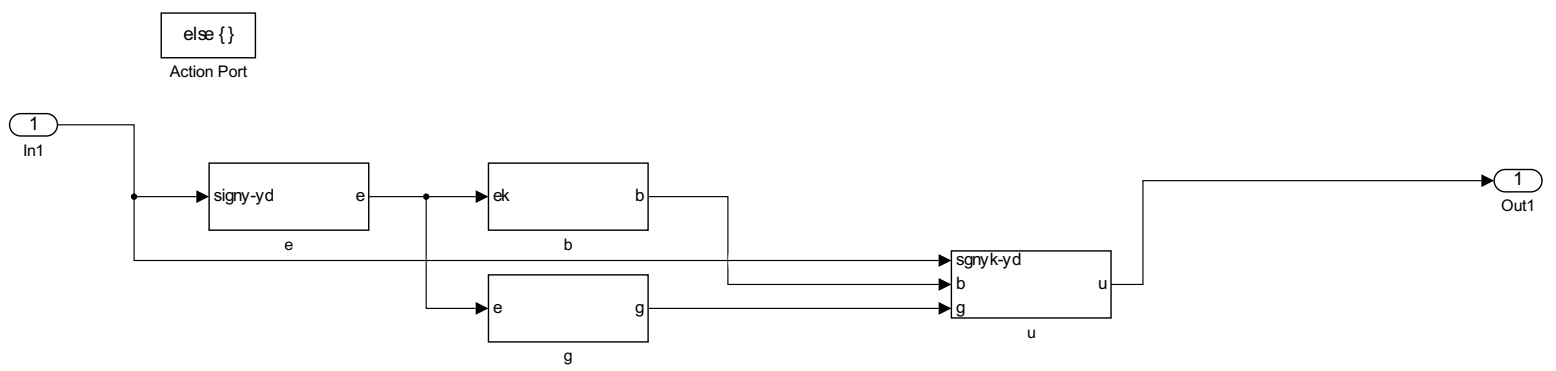 else { }
Action Port
1
In1
signy-yd
e
e
ek
b
b
e
g
g
sgnyk-yd
b
g
u
u
1
Out1